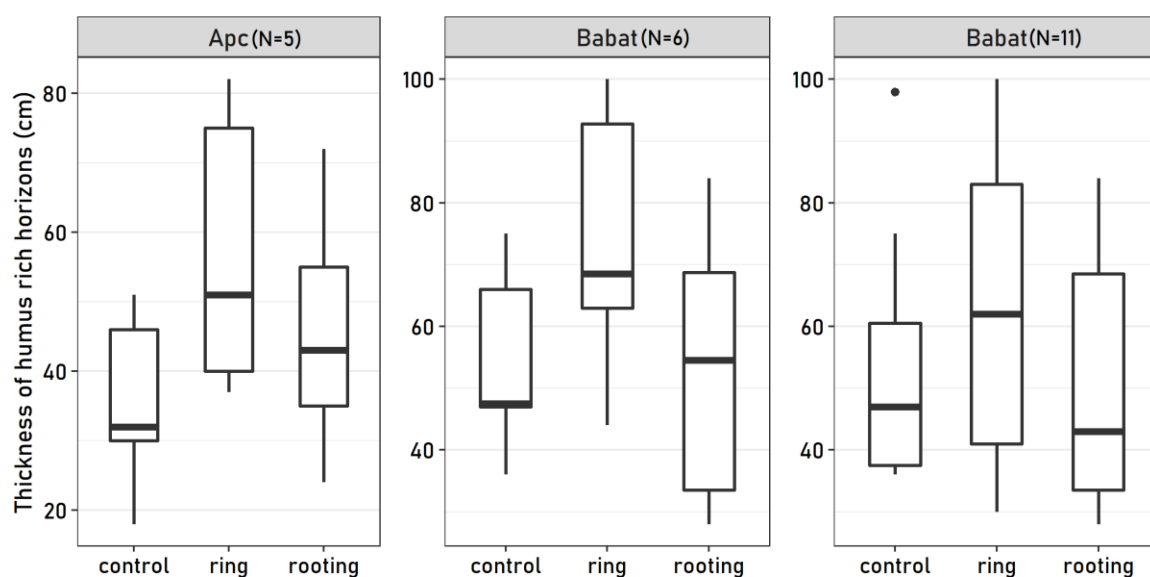 Thickness of humus rich horizons (cm)
Apc(N=5)
80
60
40
20
control ring rooting
Babat(N=6)
100
80
60
40
control ring rooting
Babat(N=11)
100
80
60
40
control ring rooting